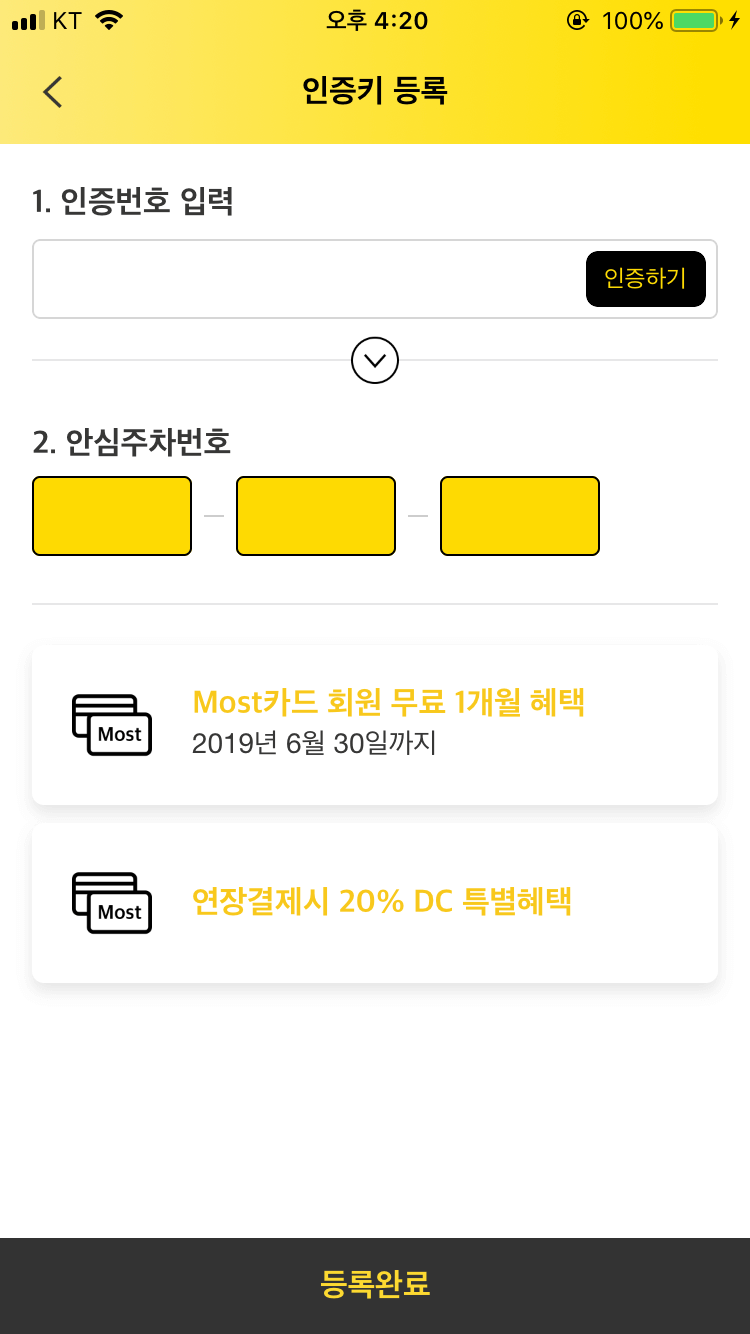 KT 오후 4:20 100%
인증키 등록
1. 인증번호 입력
인증하기
2. 안심주차번호
Most카드 회원 무료 1개월 혜택
Most
2019년 6월 30일까지
연장결제시 20% DC 특별혜택
Most
등록완료